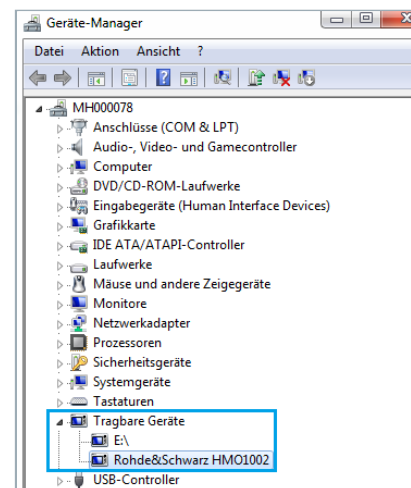 Geräte-Manager
Datei Aktion Ansicht ?
MH000078
Anschlüsse (COM & LPT)
Audio-, Video- und Gamecontroller
Computer
DVD/CD-ROM-Laufwerke
Eingabegeräte (Human Interface Devices)
Grafikkarte
IDE ATA/ATAPI-Controller
Laufwerke
Mäuse und andere Zeigegeräte
Monitore
Netzwerkadapter
Prozessoren
Sicherheitsgeräte
Systemgeräte
Tastaturen
Tragbare Geräte
E:\
Rohde&Schwarz HMO1002
USB-Controller